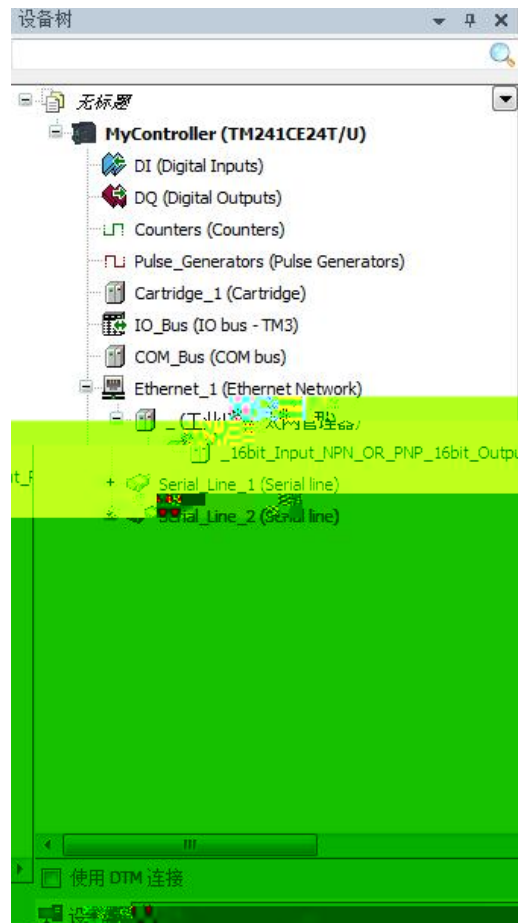 设备树
无标题
MyController (TM241CE24T/U)
DI (Digital Inputs)
DQ (Digital Outputs)
Counters (Counters)
Pulse_Generators (Pulse Generators)
Cartridge_1 (Cartridge)
IO_Bus (IO bus - TM3)
COM_Bus (COM bus)
Ethernet_1 (Ethernet Network)
_16bit_Input_NPN_OR_PNP_16bit_Outpu
Serial_Line_1 (Serial line)
Serial_Line_2 (Serial line)
使用 DTM 连接